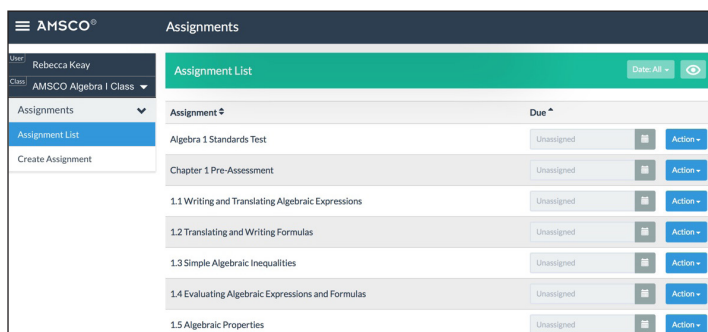 AMSCO®
Assignments
User
Rebecca Keay
Class
AMSCO Algebra I Class
Assignments
Assignment List
Create Assignment
Assignment List
Date: All
Assignment Due
Algebra 1 Standards Test Unassigned Action
Chapter 1 Pre-Assessment Unassigned Action
1.1 Writing and Translating Algebraic Expressions Unassigned Action
1.2 Translating and Writing Formulas Unassigned Action
1.3 Simple Algebraic Inequalities Unassigned Action
1.4 Evaluating Algebraic Expressions and Formulas Unassigned Action
1.5 Algebraic Properties Unassigned Action